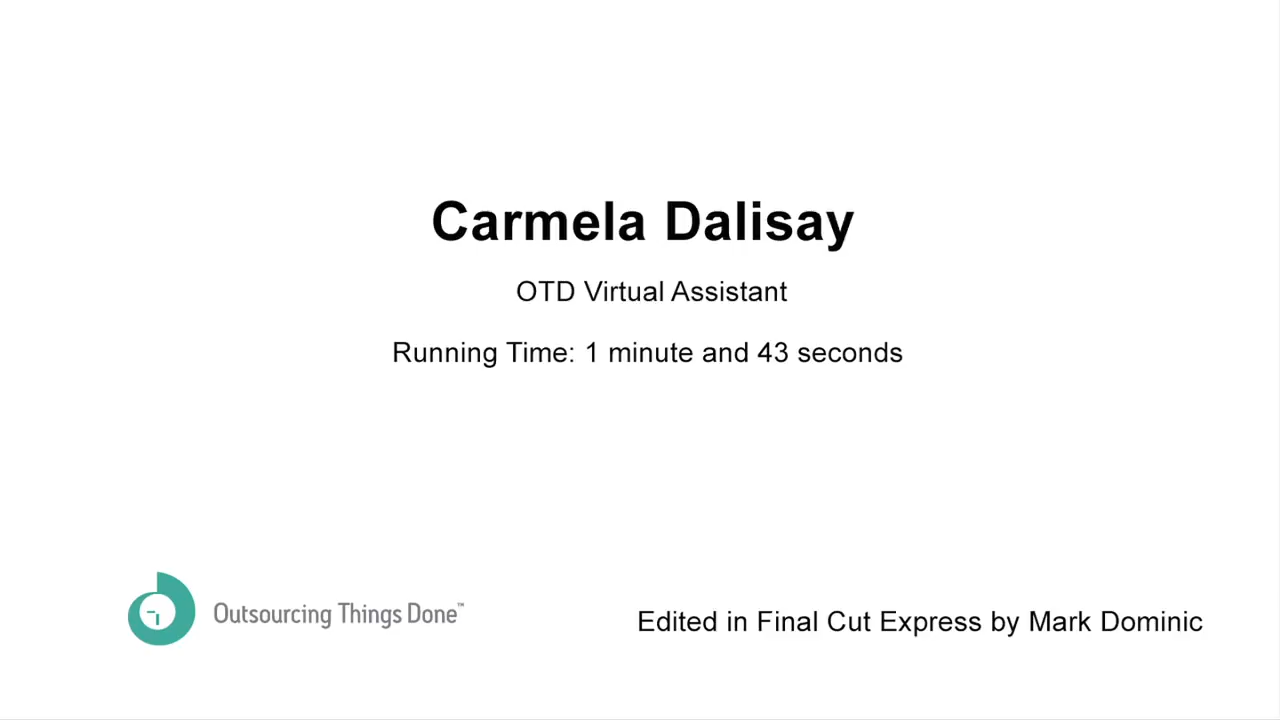 Carmela Dalisay
OTD Virtual Assistant
Running Time: 1 minute and 43 seconds
Outsourcing Things Done™
Edited in Final Cut Express by Mark Dominic